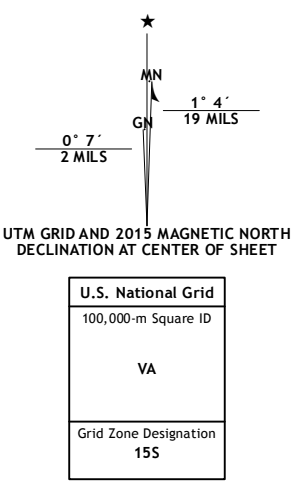 ★
MN
GN
1° 4´
19 MILS
0° 7´
2 MILS
UTM GRID AND 2015 MAGNETIC NORTH
DECLINATION AT CENTER OF SHEET
U.S. National Grid
100,000-m Square ID
VA
Grid Zone Designation
15S